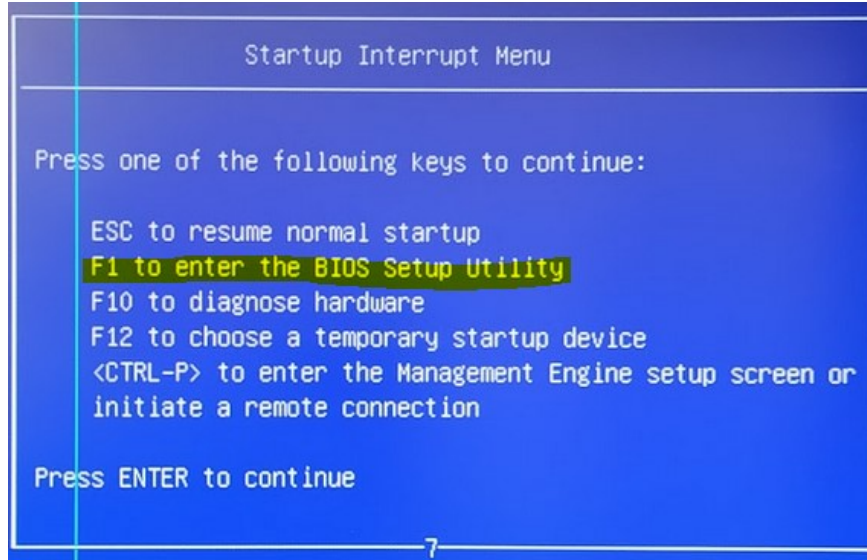 Startup Interrupt Menu
Press one of the following keys to continue:
ESC to resume normal startup
F1 to enter the BIOS Setup Utility
F10 to diagnose hardware
F12 to choose a temporary startup device
<CTRL-P> to enter the Management Engine setup screen or
initiate a remote connection
Press ENTER to continue
7